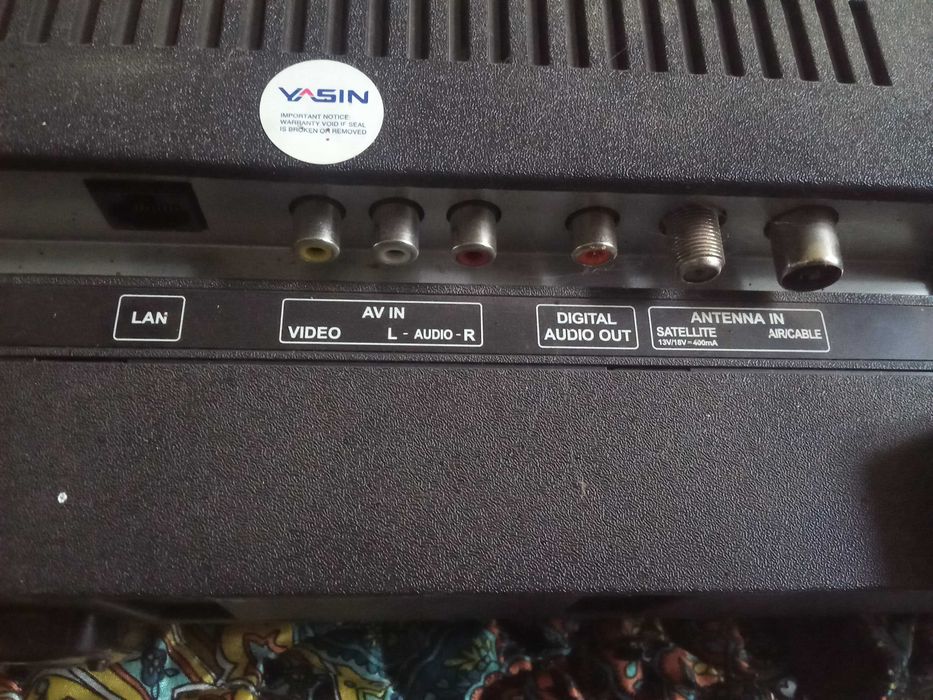 YASIN
IMPORTANT NOTICE
WARRANTY VOID IF SEAL
IS BROKEN OR REMOVED
LAN
AV IN
VIDEO L - AUDIO - R
DIGITAL
AUDIO OUT
ANTENNA IN
SATELLITE AIR/CABLE
13V/18V⎓400mA